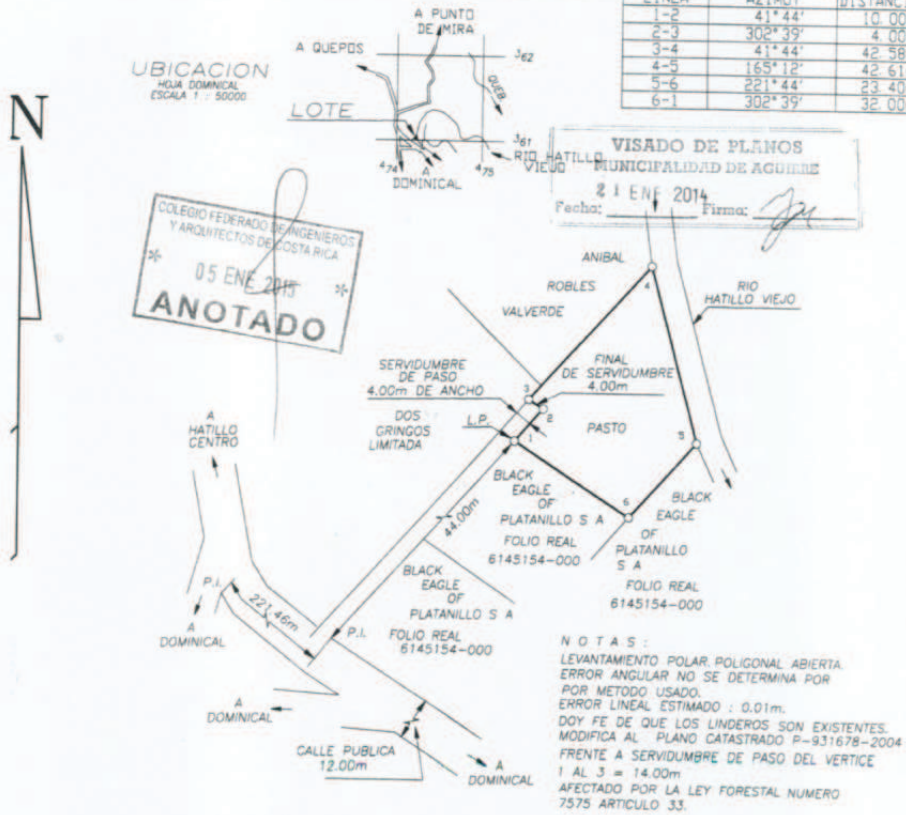 A PUNTO
DE MIRA
A QUEPOS
UBICACION
HOJA DOMINICAL
ESCALA 1 : 50000
LOTE
362
361
474
475
QUEB.
RIO HATILLO
VIEJO
A
DOMINICAL
LINEA AZIMUT DISTANC
1-2 41°44' 10.00
2-3 302°39' 4.00
3-4 41°44' 42.58
4-5 165°12' 42.61
5-6 221°44' 23.40
6-1 302°39' 32.00
N
VISADO DE PLANOS
MUNICIPALIDAD DE AGUIRRE
21 ENE 2014
Fecha: Firma:
COLEGIO FEDERADO DE INGENIEROS
Y ARQUITECTOS DE COSTA RICA
05 ENE 2015
ANOTADO
ANIBAL
ROBLES
VALVERDE
4
RIO
HATILLO VIEJO
SERVIDUMBRE
DE PASO
4.00m DE ANCHO
FINAL
DE SERVIDUMBRE
4.00m
3
2
DOS
GRINGOS
LIMITADA
L.P.
1
PASTO
5
A
HATILLO
CENTRO
BLACK
EAGLE
OF
PLATANILLO S A
FOLIO REAL
6145154-000
6
BLACK
EAGLE
OF
PLATANILLO
S A
FOLIO REAL
6145154-000
44.00m
BLACK
EAGLE
OF
PLATANILLO S A
FOLIO REAL
6145154-000
P.I.
221.46m
P.I.
A
DOMINICAL
A
DOMINICAL
CALLE PUBLICA
12.00m
A
DOMINICAL
N O T A S :
LEVANTAMIENTO POLAR. POLIGONAL ABIERTA.
ERROR ANGULAR NO SE DETERMINA POR
POR METODO USADO.
ERROR LINEAL ESTIMADO : 0.01m.
DOY FE DE QUE LOS LINDEROS SON EXISTENTES.
MODIFICA AL PLANO CATASTRADO P-931678-2004
FRENTE A SERVIDUMBRE DE PASO DEL VERTICE
1 AL 3 = 14.00m
AFECTADO POR LA LEY FORESTAL NUMERO
7575 ARTICULO 33.